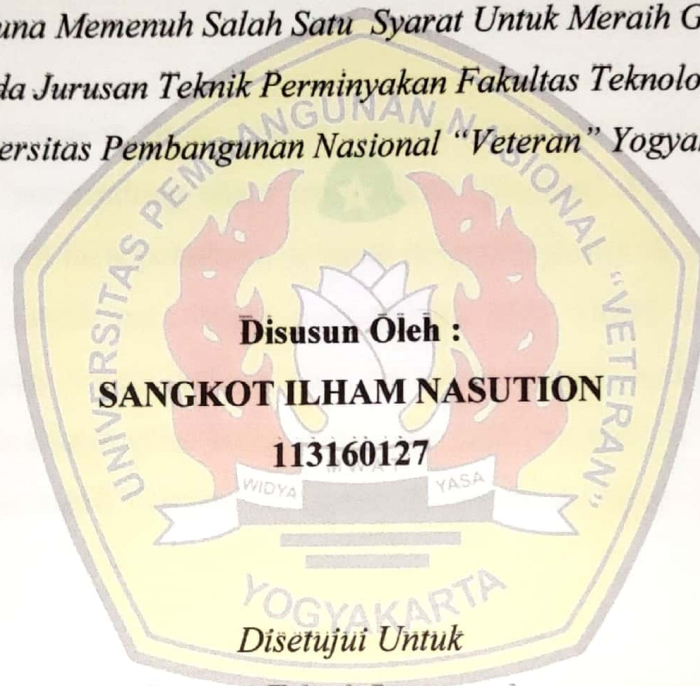 una Memenuh Salah Satu Syarat Untuk Meraih G
da Jurusan Teknik Perminyakan Fakultas Teknolo
ersitas Pembangunan Nasional “Veteran” Yogya
UNIVERSITAS PEMBANGUNAN NASIONAL “VETERAN”
Disusun Oleh :
SANGKOT ILHAM NASUTION
113160127
WIDYA
YASA
YOGYAKARTA
Disetujui Untuk